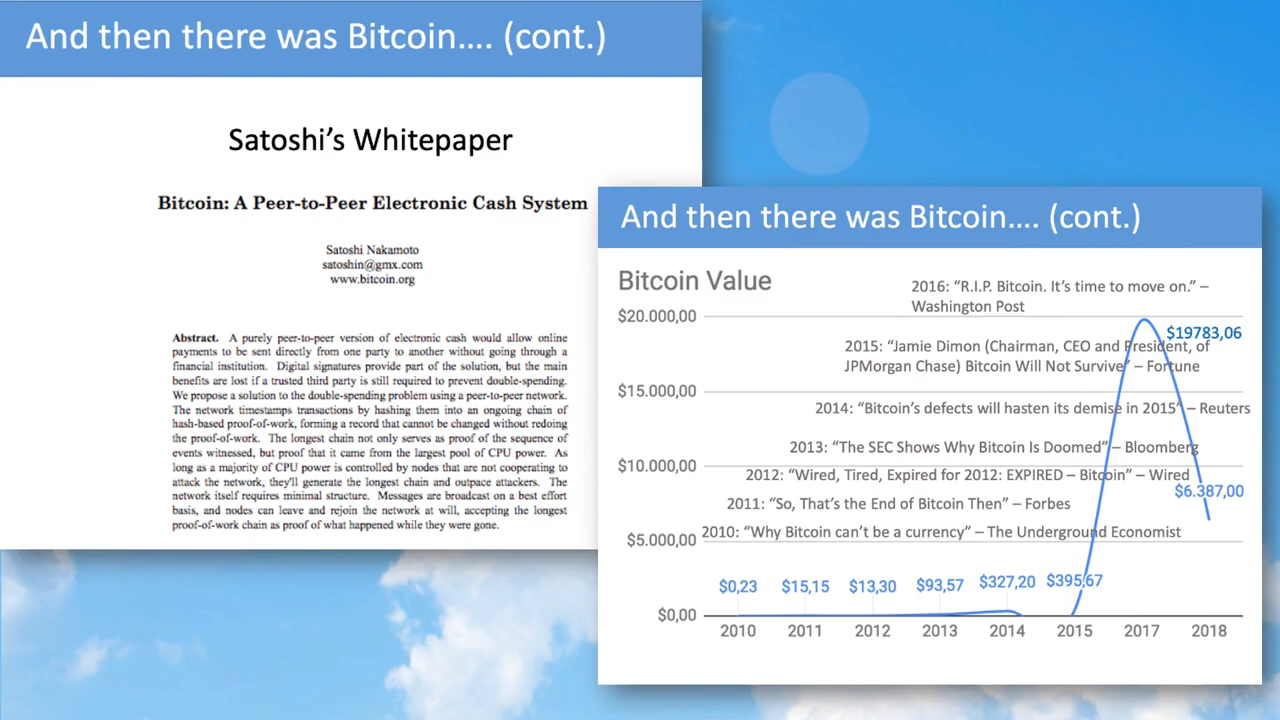 And then there was Bitcoin…. (cont.)
Satoshi’s Whitepaper
Bitcoin: A Peer-to-Peer Electronic Cash System
Satoshi Nakamoto
satoshin@gmx.com
www.bitcoin.org
Abstract. A purely peer-to-peer version of electronic cash would allow online
payments to be sent directly from one party to another without going through a
financial institution. Digital signatures provide part of the solution, but the main
benefits are lost if a trusted third party is still required to prevent double-spending.
We propose a solution to the double-spending problem using a peer-to-peer network.
The network timestamps transactions by hashing them into an ongoing chain of
hash-based proof-of-work, forming a record that cannot be changed without redoing
the proof-of-work. The longest chain not only serves as proof of the sequence of
events witnessed, but proof that it came from the largest pool of CPU power. As
long as a majority of CPU power is controlled by nodes that are not cooperating to
attack the network, they'll generate the longest chain and outpace attackers. The
network itself requires minimal structure. Messages are broadcast on a best effort
basis, and nodes can leave and rejoin the network at will, accepting the longest
proof-of-work chain as proof of what happened while they were gone.
And then there was Bitcoin…. (cont.)
Bitcoin Value
2016: “R.I.P. Bitcoin. It’s time to move on.” –
Washington Post
$20.000,00
$19783,06
2015: “Jamie Dimon (Chairman, CEO and President, of
JPMorgan Chase) Bitcoin Will Not Survive” – Fortune
$15.000,00
2014: “Bitcoin’s defects will hasten its demise in 2015” – Reuters
2013: “The SEC Shows Why Bitcoin Is Doomed” – Bloomberg
$10.000,00
2012: “Wired, Tired, Expired for 2012: EXPIRED – Bitcoin” – Wired
$6.387,00
2011: “So, That’s the End of Bitcoin Then” – Forbes
2010: “Why Bitcoin can’t be a currency” – The Underground Economist
$5.000,00
$0,23 $15,15 $13,30 $93,57 $327,20 $395,67
$0,00
2010 2011 2012 2013 2014 2015 2017 2018